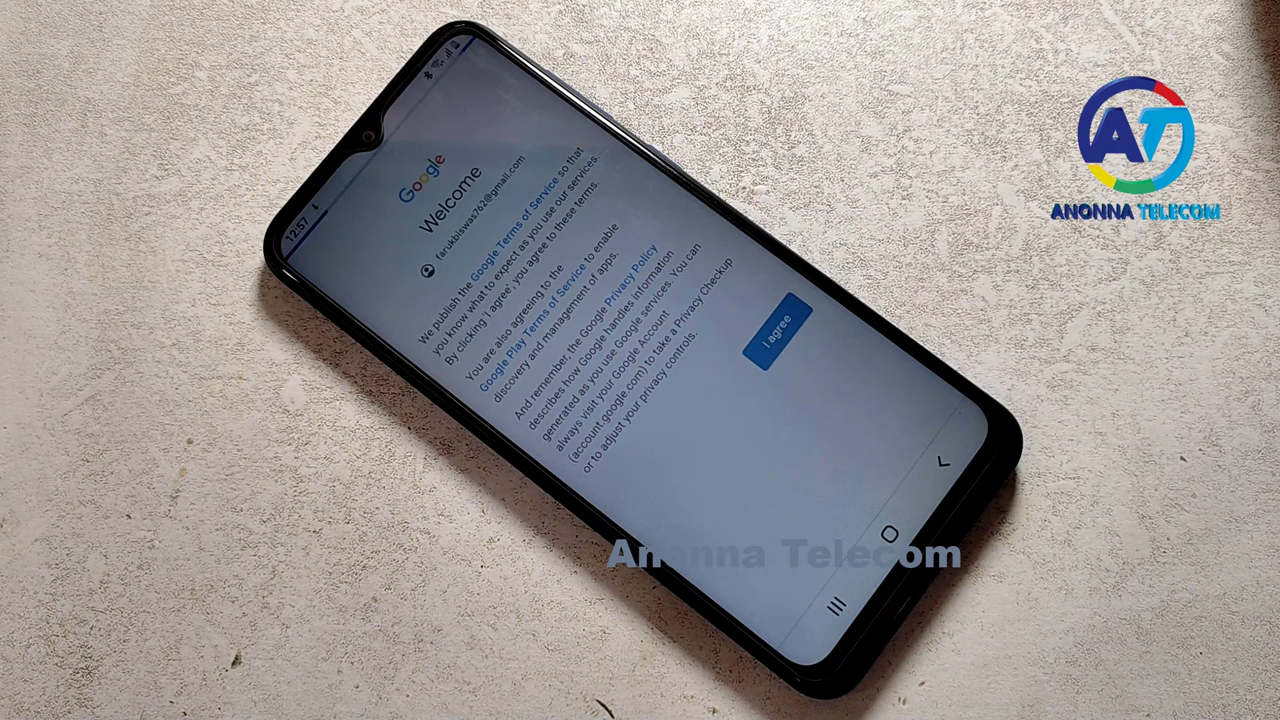 12:57
Google
Welcome
farukbiswas762@gmail.com
We publish the Google Terms of Service so that
you know what to expect as you use our services.
By clicking 'I agree', you agree to these terms.
You are also agreeing to the
Google Play Terms of Service to enable
discovery and management of apps.
And remember, the Google Privacy Policy
describes how Google handles information
generated as you use Google services. You can
always visit your Google Account
(account.google.com) to take a Privacy Checkup
or to adjust your privacy controls.
I agree
AT
ANONNA TELECOM
Anonna Telecom